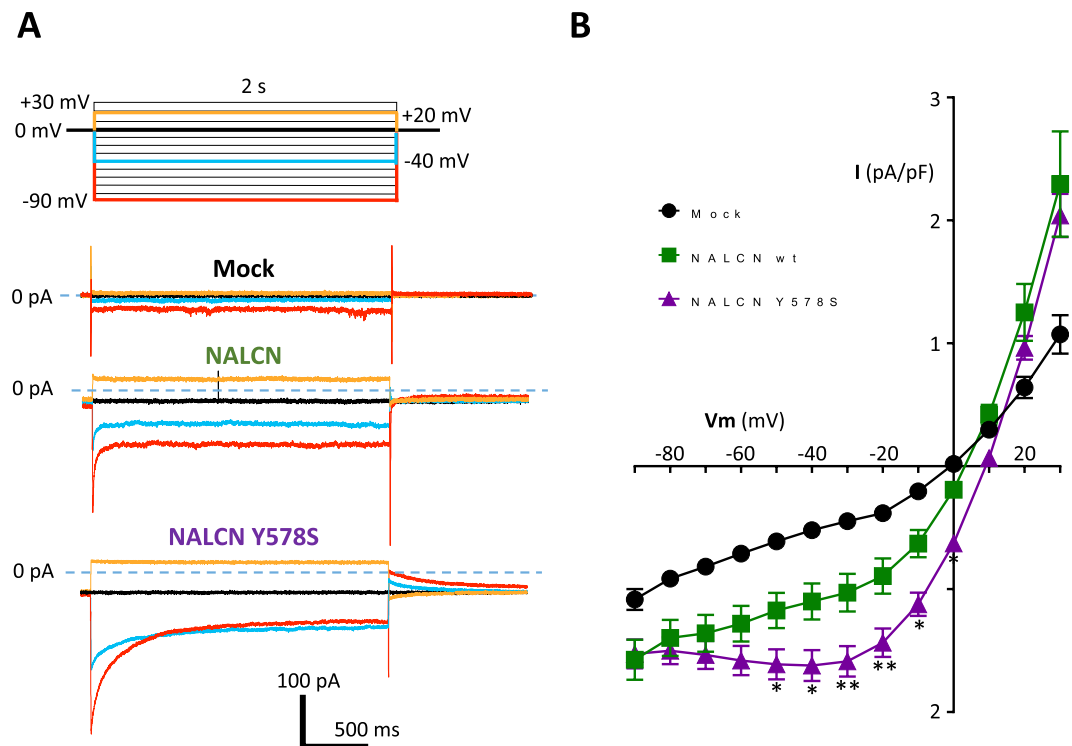 A
2 s
+30 mV
+20 mV
0 mV
-40 mV
-90 mV
Mock
0 pA
NALCN
0 pA
NALCN Y578S
0 pA
100 pA
500 ms
B
3
I (pA/pF)
Mock
NALCN wt
NALCN Y578S
2
1
Vm (mV)
-80 -60 -40 -20 20
*
*
* * ** **
2